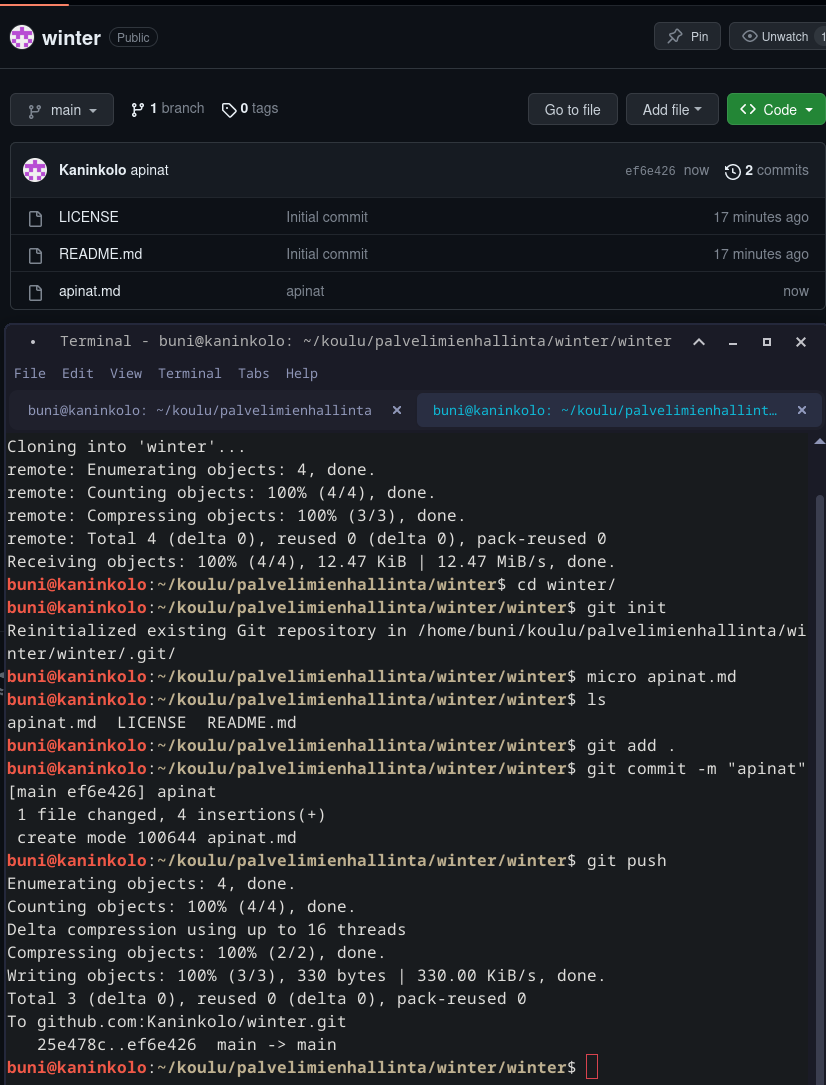 winter Public Pin Unwatch 1
main 1 branch 0 tags Go to file Add file Code
Kaninkolo apinat ef6e426 now 2 commits
LICENSE Initial commit 17 minutes ago
README.md Initial commit 17 minutes ago
apinat.md apinat now
Terminal - buni@kaninkolo: ~/koulu/palvelimienhallinta/winter/winter
File Edit View Terminal Tabs Help
buni@kaninkolo: ~/koulu/palvelimienhallinta buni@kaninkolo: ~/koulu/palvelimienhallint...
Cloning into 'winter'...
remote: Enumerating objects: 4, done.
remote: Counting objects: 100% (4/4), done.
remote: Compressing objects: 100% (3/3), done.
remote: Total 4 (delta 0), reused 0 (delta 0), pack-reused 0
Receiving objects: 100% (4/4), 12.47 KiB | 12.47 MiB/s, done.
buni@kaninkolo:~/koulu/palvelimienhallinta/winter$ cd winter/
buni@kaninkolo:~/koulu/palvelimienhallinta/winter/winter$ git init
Reinitialized existing Git repository in /home/buni/koulu/palvelimienhallinta/wi
nter/winter/.git/
buni@kaninkolo:~/koulu/palvelimienhallinta/winter/winter$ micro apinat.md
buni@kaninkolo:~/koulu/palvelimienhallinta/winter/winter$ ls
apinat.md  LICENSE  README.md
buni@kaninkolo:~/koulu/palvelimienhallinta/winter/winter$ git add .
buni@kaninkolo:~/koulu/palvelimienhallinta/winter/winter$ git commit -m "apinat"
[main ef6e426] apinat
 1 file changed, 4 insertions(+)
 create mode 100644 apinat.md
buni@kaninkolo:~/koulu/palvelimienhallinta/winter/winter$ git push
Enumerating objects: 4, done.
Counting objects: 100% (4/4), done.
Delta compression using up to 16 threads
Compressing objects: 100% (2/2), done.
Writing objects: 100% (3/3), 330 bytes | 330.00 KiB/s, done.
Total 3 (delta 0), reused 0 (delta 0), pack-reused 0
To github.com:Kaninkolo/winter.git
   25e478c..ef6e426  main -> main
buni@kaninkolo:~/koulu/palvelimienhallinta/winter/winter$